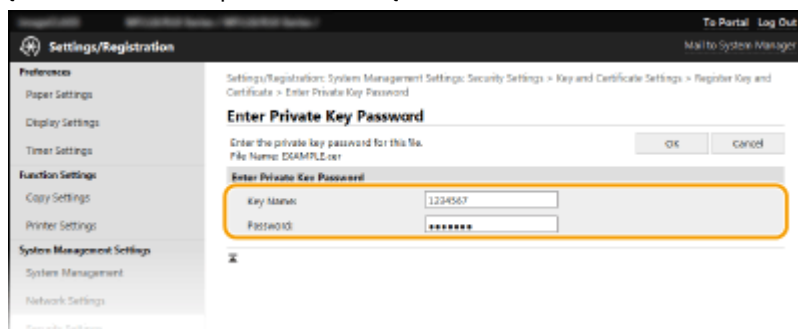 To Portal Log Out
Settings/Registration
Mail to System Manager
Preferences
Paper Settings
Display Settings
Timer Settings
Function Settings
Copy Settings
Printer Settings
System Management Settings
System Management
Network Settings
Security Settings
Settings/Registration: System Management Settings: Security Settings > Key and Certificate Settings > Register Key and
Certificate > Enter Private Key Password
Enter Private Key Password
Enter the private key password for this file.
File Name: EXAMPLE.cer
OK Cancel
Enter Private Key Password
Key Name: 1234567
Password: •••••••